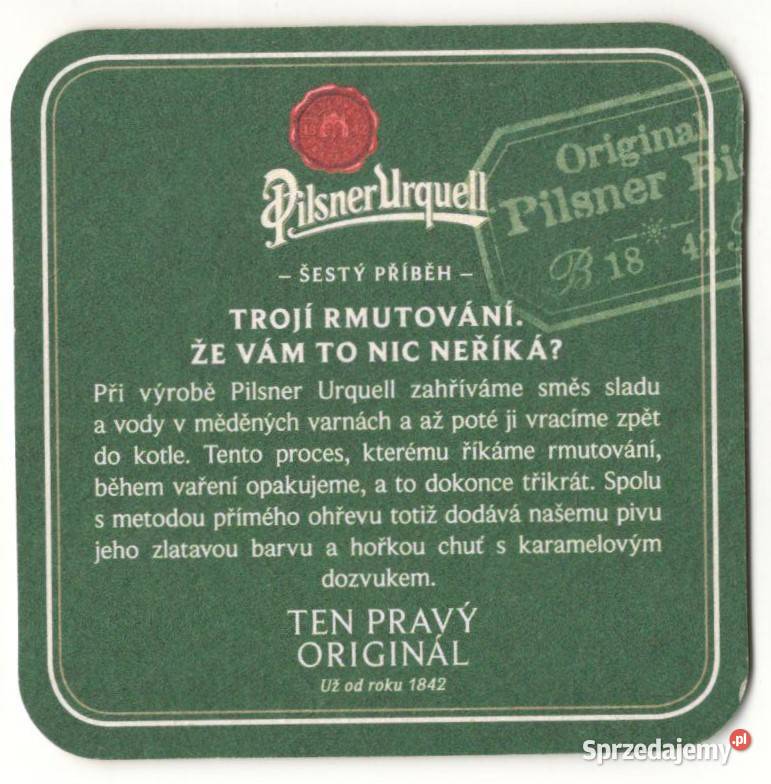 1842
Pilsner Urquell
Original
Pilsner
B 18 42
– ŠESTÝ PŘÍBĚH –
TROJÍ RMUTOVÁNÍ.
ŽE VÁM TO NIC NEŘÍKÁ?
Při výrobě Pilsner Urquell zahříváme směs sladu
a vody v měděných varnách a až poté ji vracíme zpět
do kotle. Tento proces, kterému říkáme rmutování,
během vaření opakujeme, a to dokonce třikrát. Spolu
s metodou přímého ohřevu totiž dodává našemu pivu
jeho zlatavou barvu a hořkou chuť s karamelovým
dozvukem.
TEN PRAVÝ
ORIGINÁL
Už od roku 1842
Sprzedajemy.pl